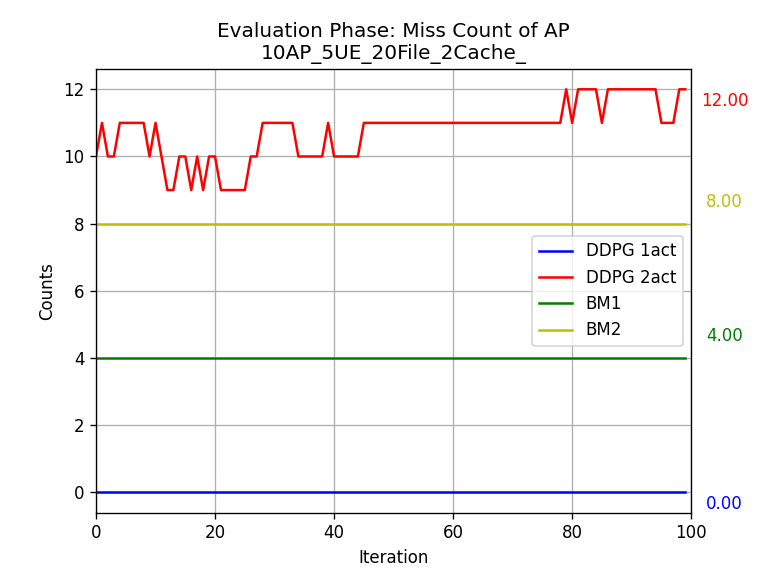 Evaluation Phase: Miss Count of AP
10AP_5UE_20File_2Cache_
12
10
8
6
4
2
0
Counts
0 20 40 60 80 100
Iteration
DDPG 1act
DDPG 2act
BM1
BM2
12.00
8.00
4.00
0.00